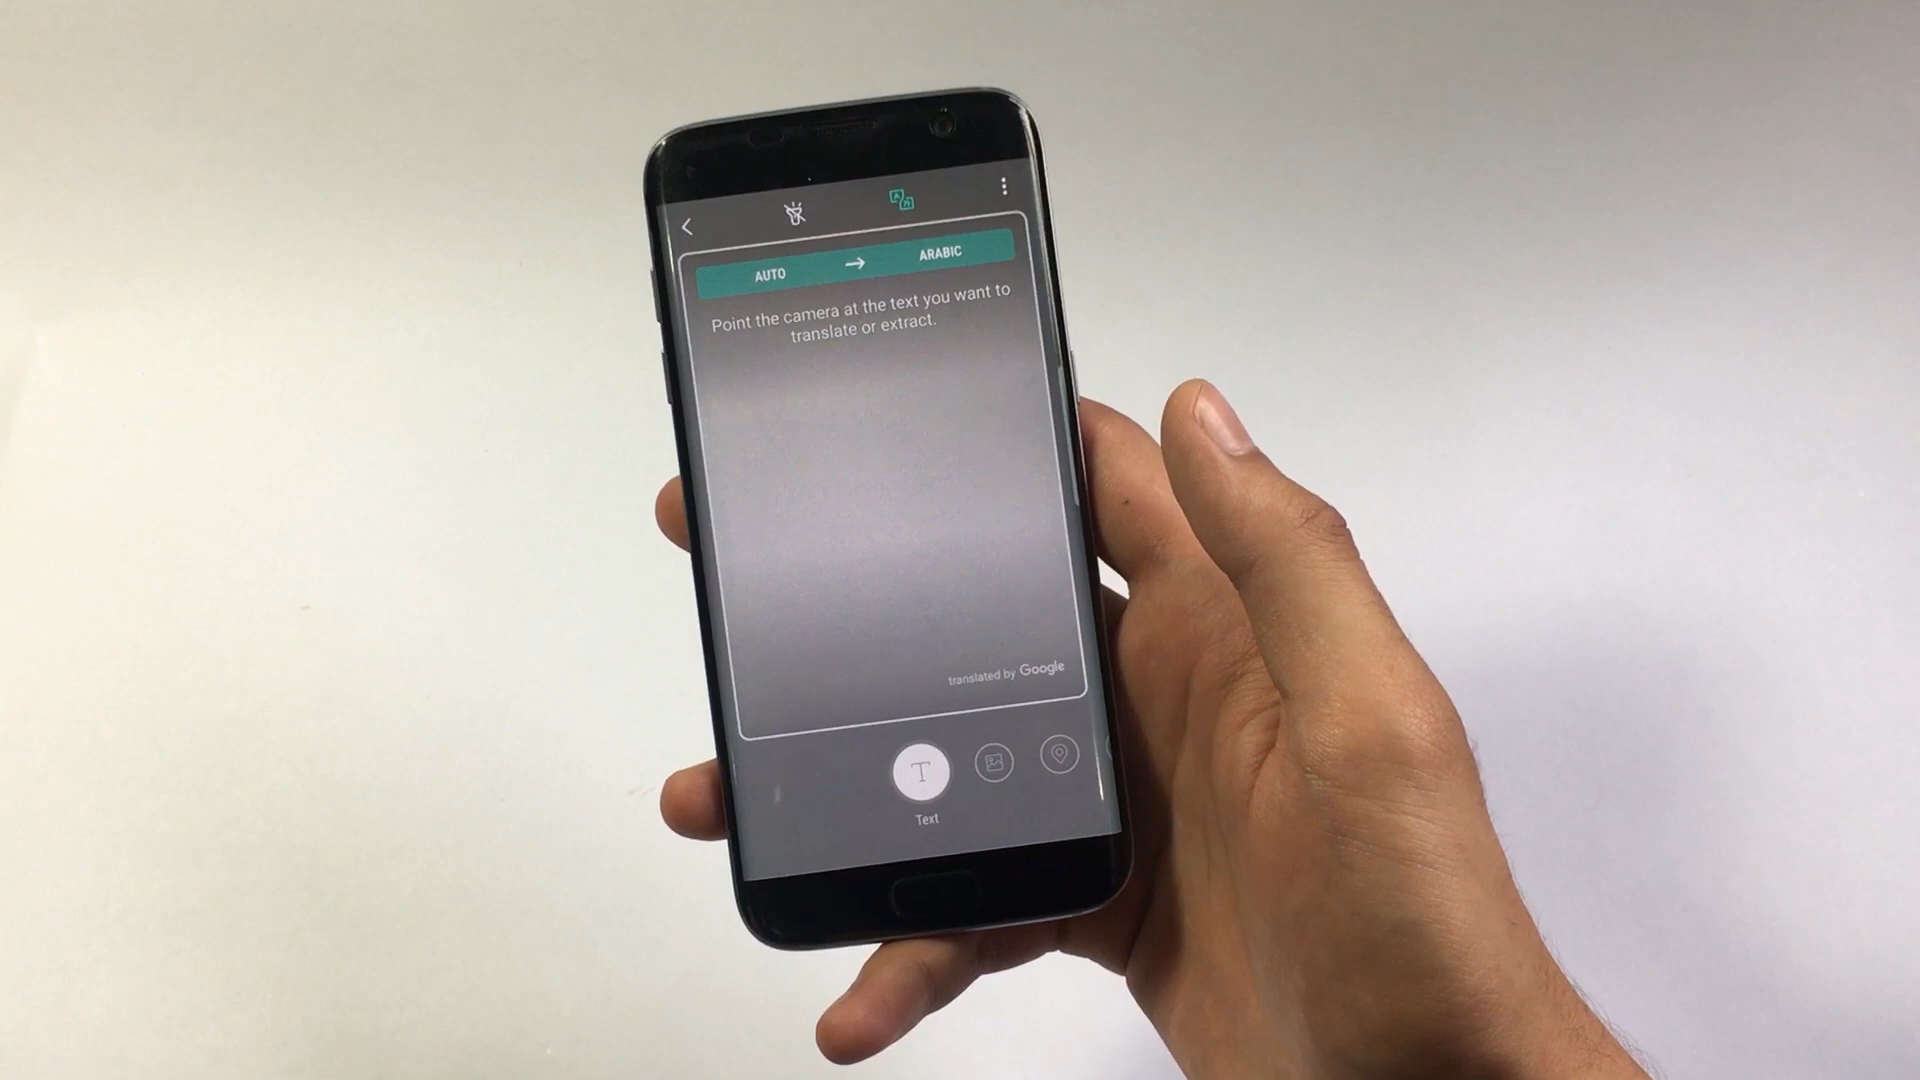 AUTO → ARABIC
Point the camera at the text you want to
translate or extract.
translated by Google
T
Text